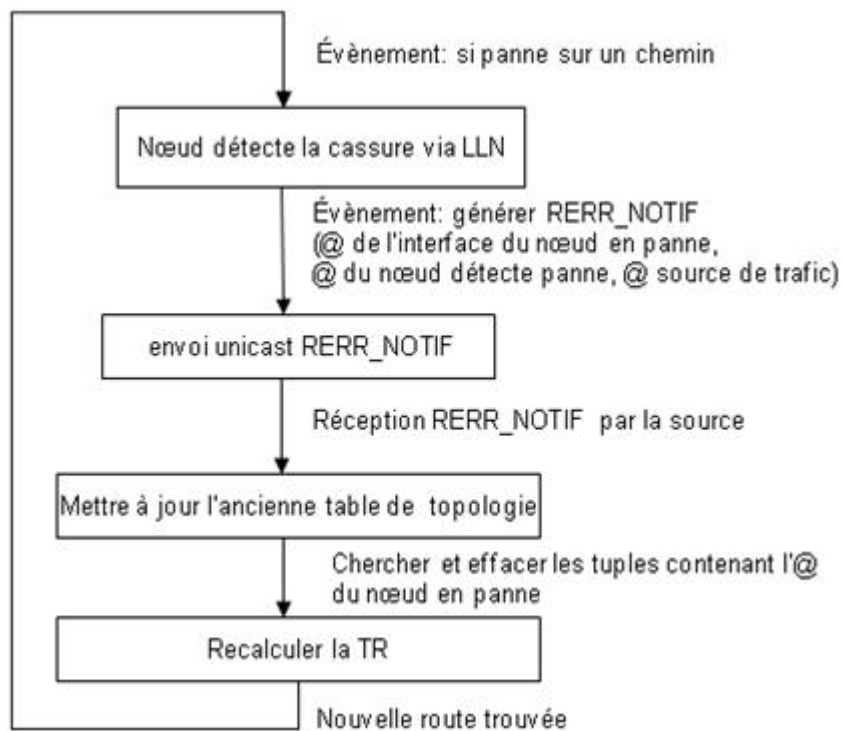 Évènement: si panne sur un chemin
Nœud détecte la cassure via LLN
Évènement: générer RERR_NOTIF
(@ de l'interface du nœud en panne,
@ du nœud détecte panne, @ source de trafic)
envoi unicast RERR_NOTIF
Réception RERR_NOTIF par la source
Mettre à jour l'ancienne table de topologie
Chercher et effacer les tuples contenant l'@
du nœud en panne
Recalculer la TR
Nouvelle route trouvée